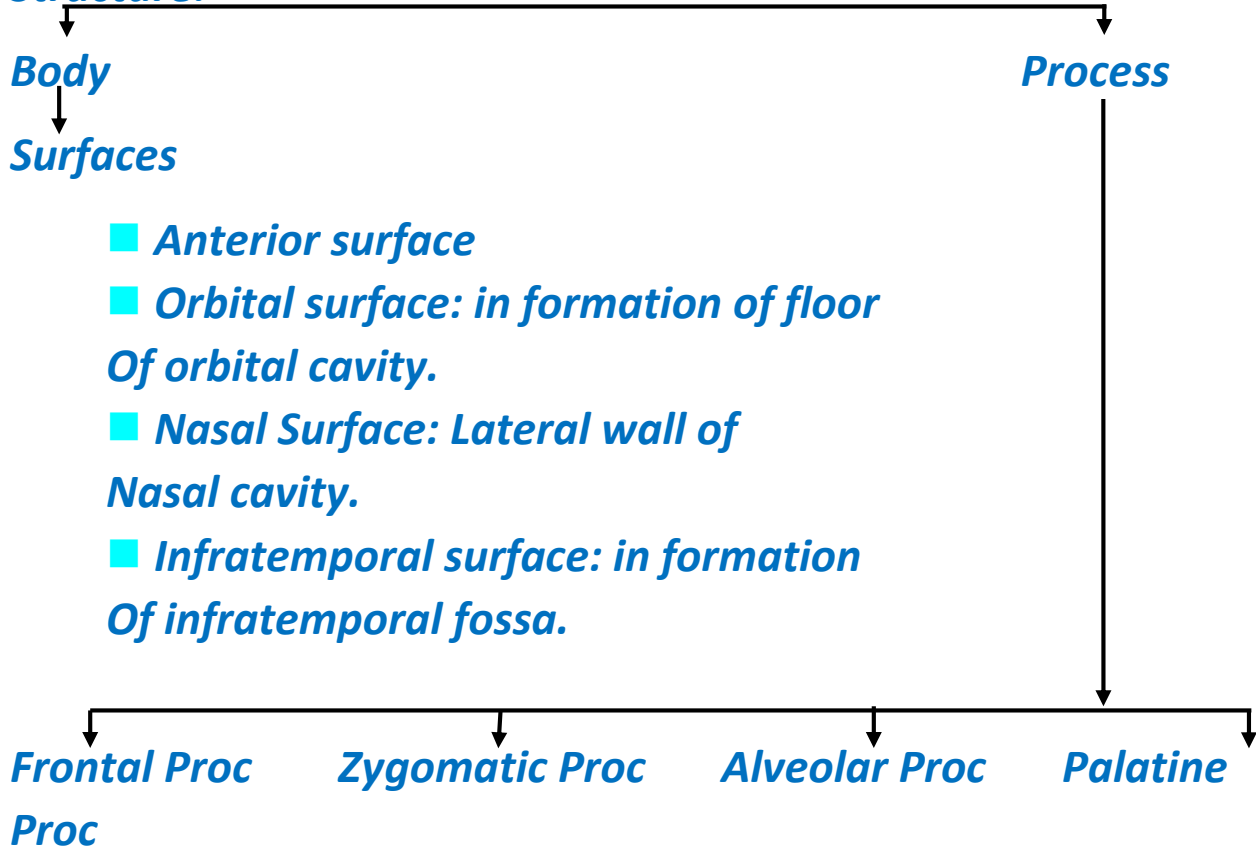 Structure:
Body Process
Surfaces
Anterior surface
Orbital surface: in formation of floor
Of orbital cavity.
Nasal Surface: Lateral wall of
Nasal cavity.
Infratemporal surface: in formation
Of infratemporal fossa.
Frontal Proc Zygomatic Proc Alveolar Proc Palatine
Proc